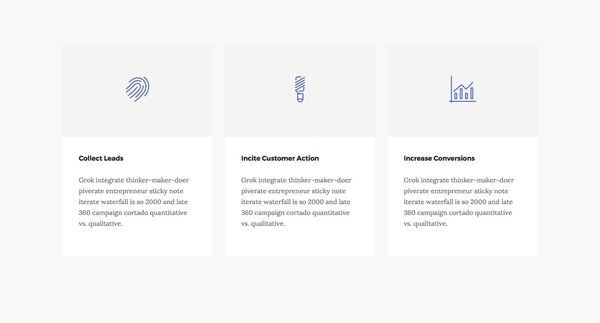 Collect Leads
Grok integrate thinker-maker-doer
piverate entrepreneur sticky note
iterate waterfall is so 2000 and late
360 campaign cortado quantitative
vs. qualitative.
Incite Customer Action
Grok integrate thinker-maker-doer
piverate entrepreneur sticky note
iterate waterfall is so 2000 and late
360 campaign cortado quantitative
vs. qualitative.
Increase Conversions
Grok integrate thinker-maker-doer
piverate entrepreneur sticky note
iterate waterfall is so 2000 and late
360 campaign cortado quantitative
vs. qualitative.